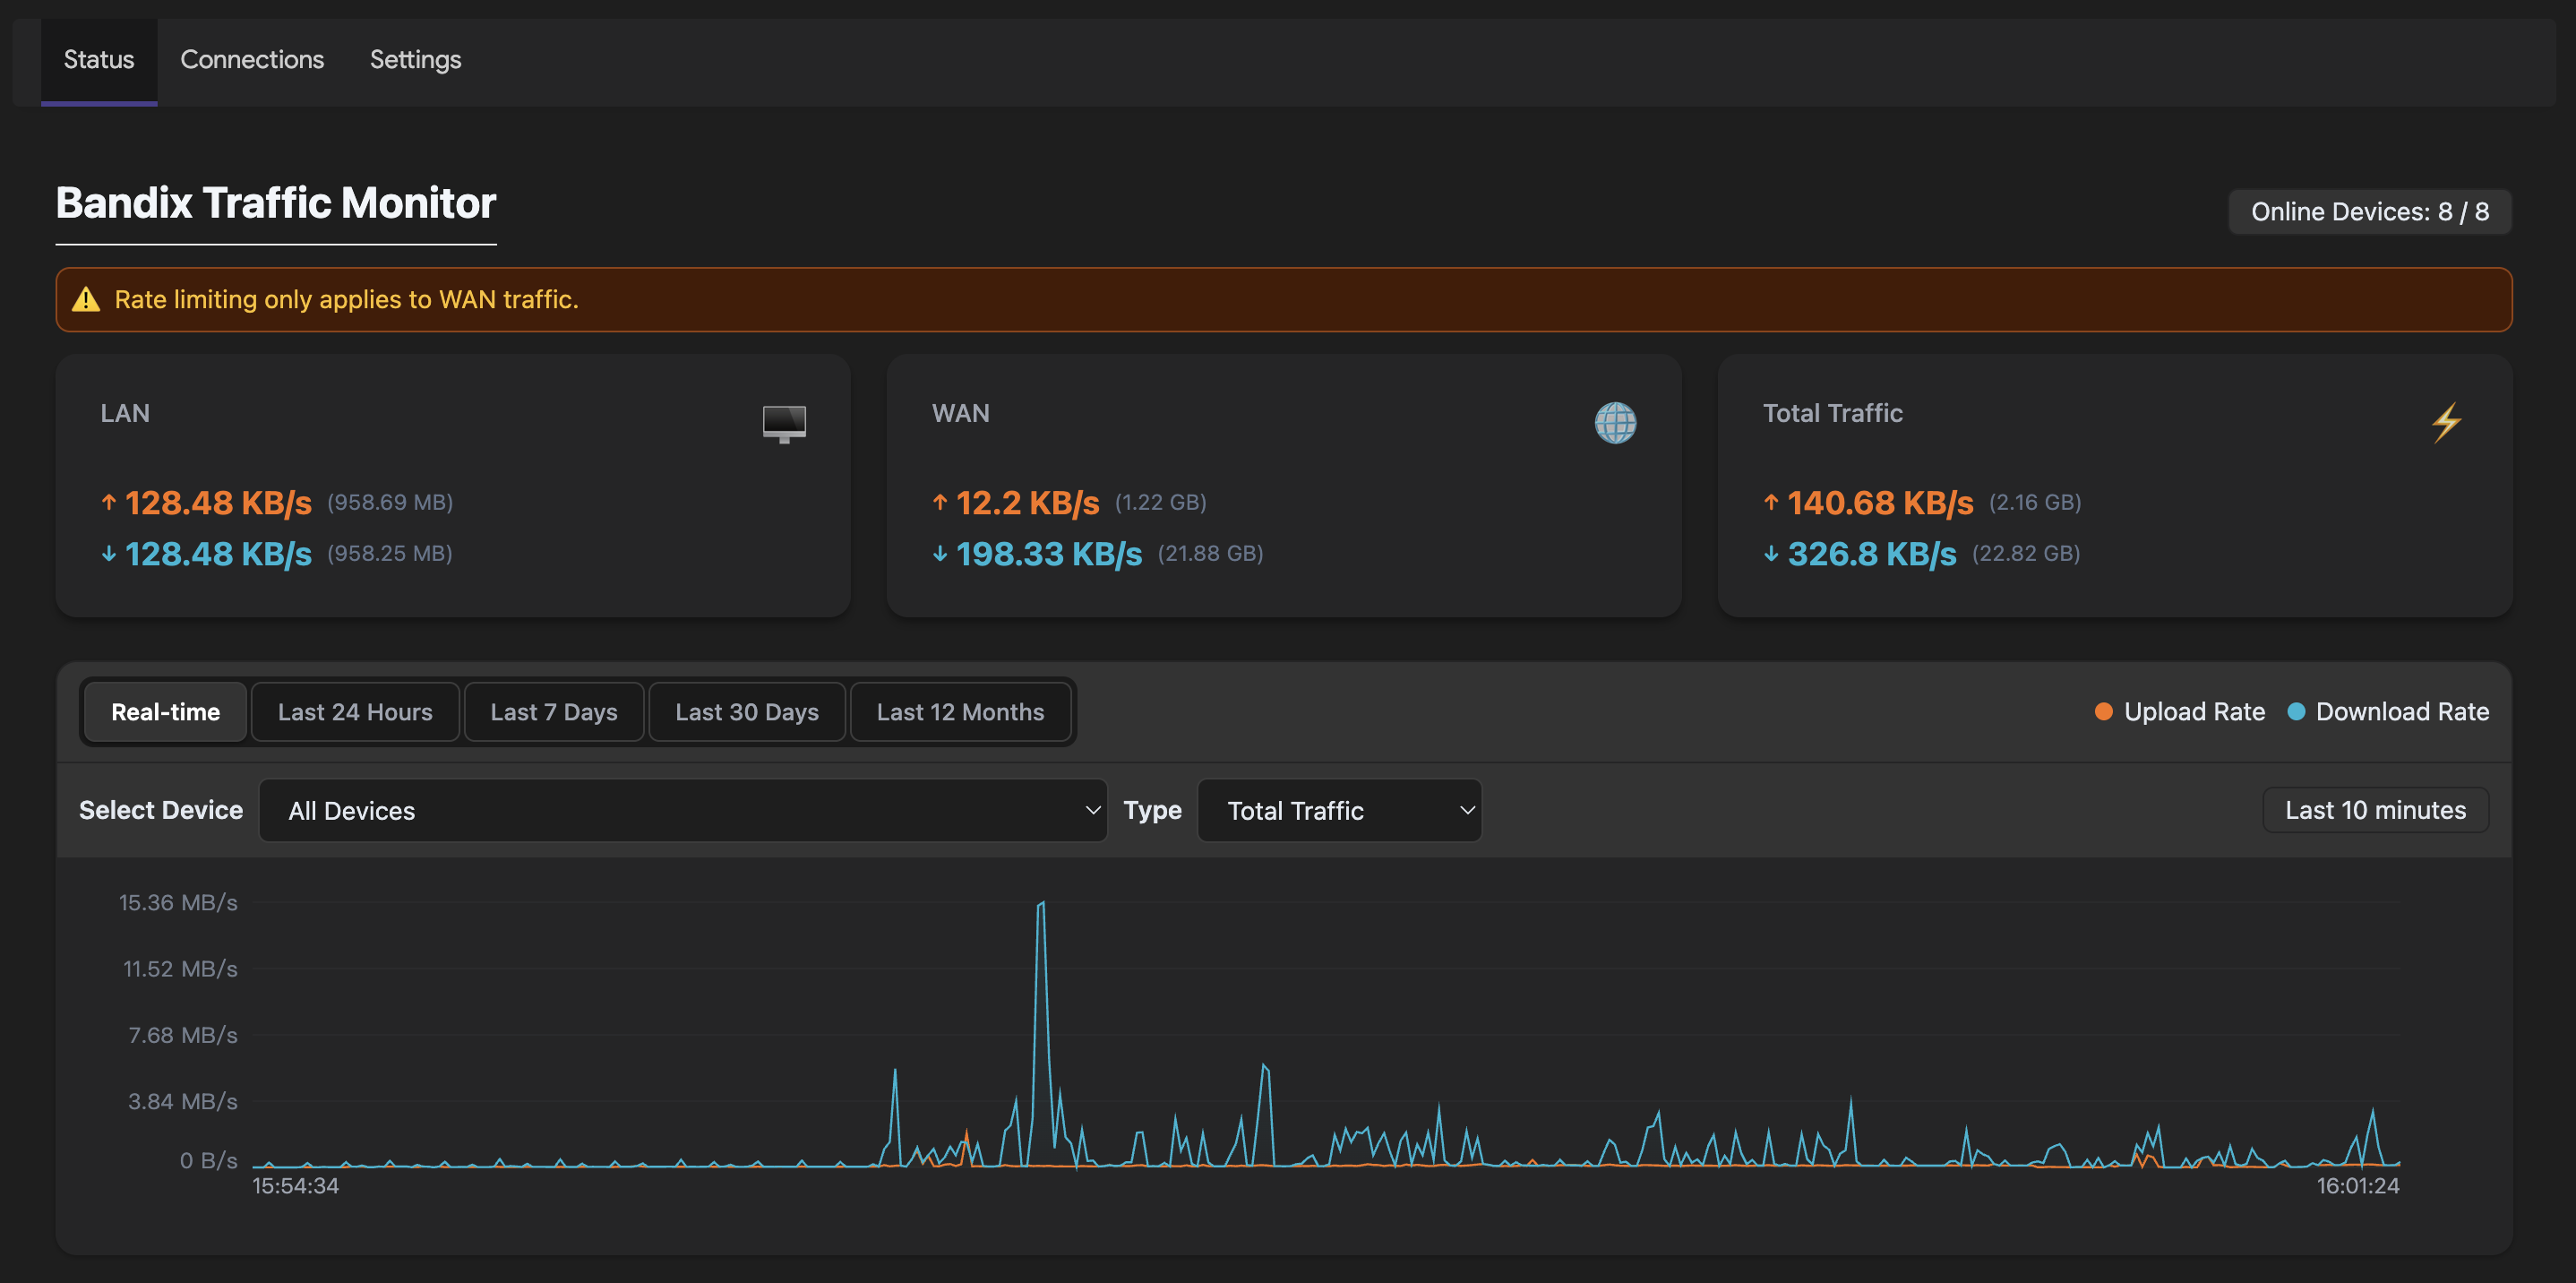 Status Connections Settings
Bandix Traffic Monitor
Online Devices: 8 / 8
Rate limiting only applies to WAN traffic.
LAN
↑ 128.48 KB/s (958.69 MB)
↓ 128.48 KB/s (958.25 MB)
WAN
↑ 12.2 KB/s (1.22 GB)
↓ 198.33 KB/s (21.88 GB)
Total Traffic
↑ 140.68 KB/s (2.16 GB)
↓ 326.8 KB/s (22.82 GB)
Real-time Last 24 Hours Last 7 Days Last 30 Days Last 12 Months
Upload Rate Download Rate
Select Device All Devices Type Total Traffic
Last 10 minutes
15.36 MB/s
11.52 MB/s
7.68 MB/s
3.84 MB/s
0 B/s
15:54:34 16:01:24